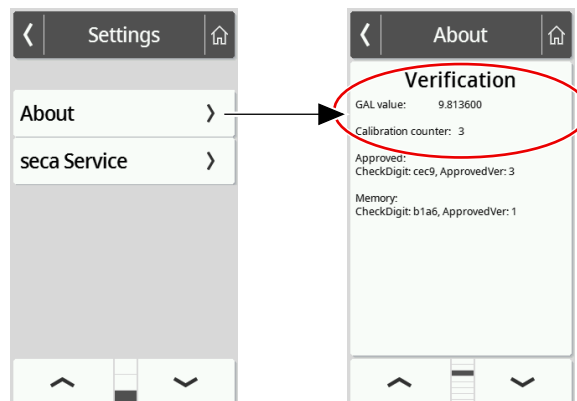 Settings
About
seca Service
About
Verification
GAL value: 9.813600
Calibration counter: 3
Approved:
CheckDigit: cec9, ApprovedVer: 3
Memory:
CheckDigit: b1a6, ApprovedVer: 1